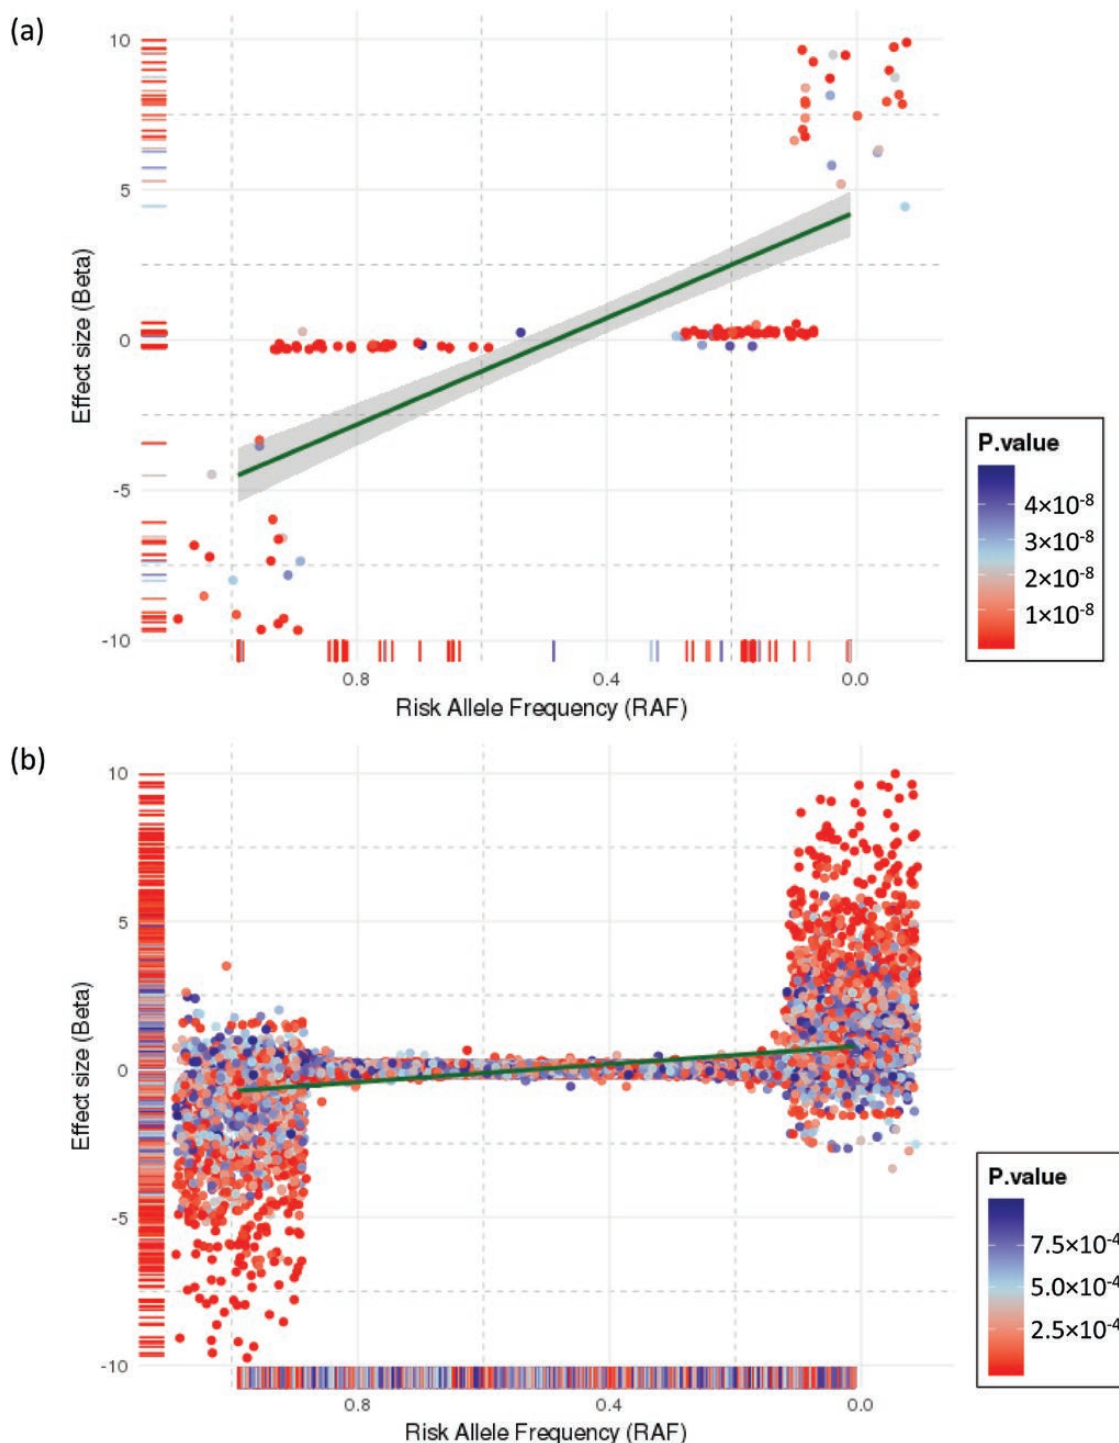 (a)
10
5
0
-5
-10
Effect size (Beta)
0.8
0.4
0.0
Risk Allele Frequency (RAF)
P.value
4×10⁻⁸
3×10⁻⁸
2×10⁻⁸
1×10⁻⁸
(b)
10
5
0
-5
-10
Effect size (Beta)
0.8
0.4
0.0
Risk Allele Frequency (RAF)
P.value
7.5×10⁻⁴
5.0×10⁻⁴
2.5×10⁻⁴